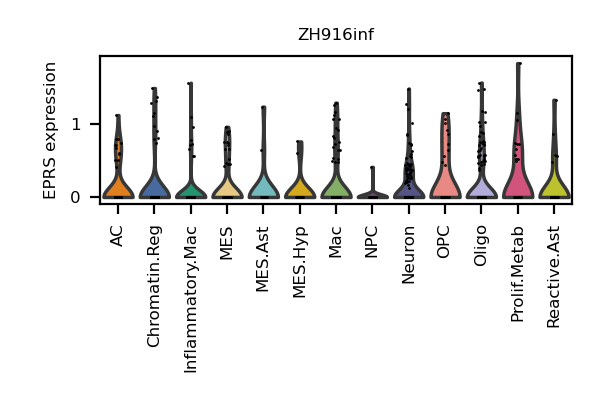 ZH916inf
EPRS expression
1
0
AC
Chromatin.Reg
Inflammatory.Mac
MES
MES.Ast
MES.Hyp
Mac
NPC
Neuron
OPC
Oligo
Prolif.Metab
Reactive.Ast